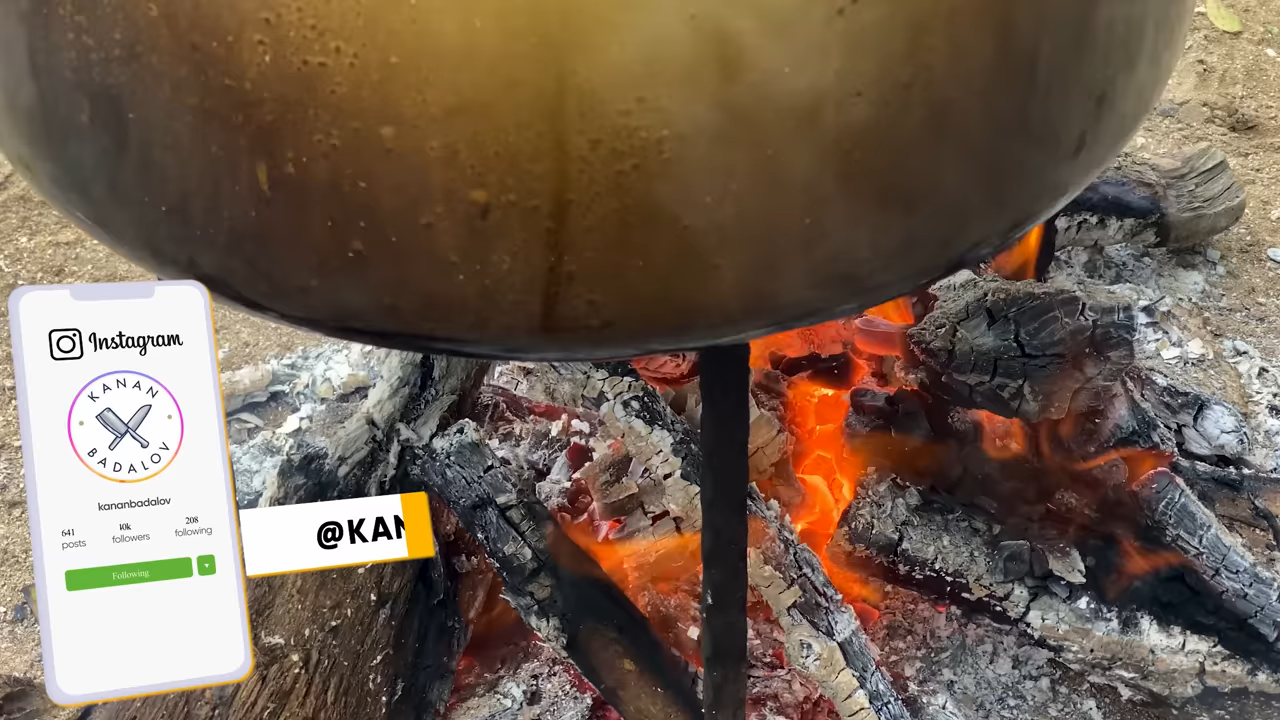 Instagram
KANAN
BADALOV
kananbadalov
641 posts
10k followers
208 following
Following
@KAN